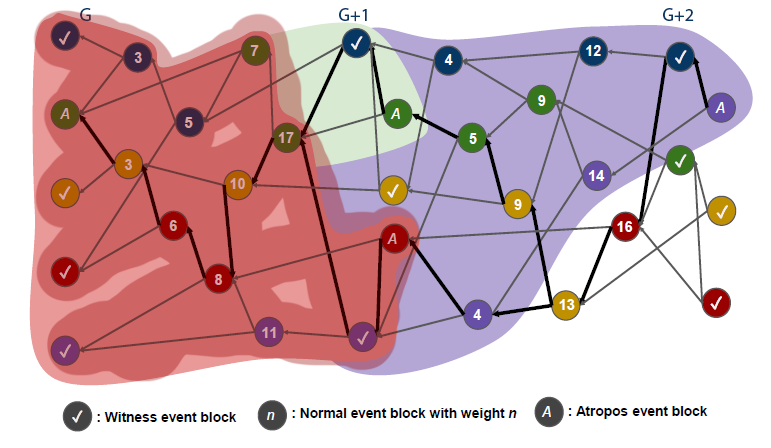 G G+1 G+2
✓ 3 7 ✓ 4 12 ✓
A 5 17 A 5 9 A
✓ 3 10 ✓ 9 14 ✓ ✓
✓ 6 8 A 16
✓ 11 ✓ 4 13 ✓
✓ : Witness event block n : Normal event block with weight n A : Atropos event block